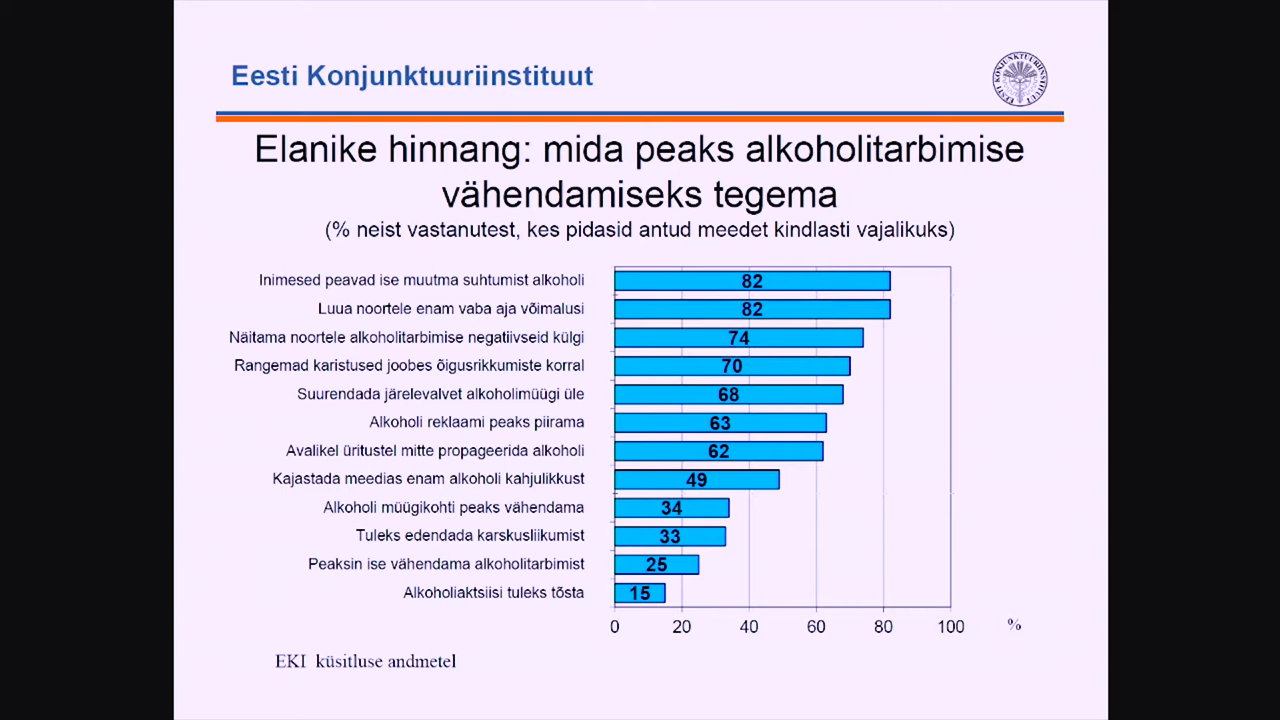 Eesti Konjunktuuriinstituut
EESTI KONJUNKTUURIINSTITUUT
Elanike hinnang: mida peaks alkoholitarbimise
vähendamiseks tegema
(% neist vastanutest, kes pidasid antud meedet kindlasti vajalikuks)
Inimesed peavad ise muutma suhtumist alkoholi 82
Luua noortele enam vaba aja võimalusi 82
Näitama noortele alkoholitarbimise negatiivseid külgi 74
Rangemad karistused joobes õigusrikkumiste korral 70
Suurendada järelevalvet alkoholimüügi üle 68
Alkoholi reklaami peaks piirama 63
Avalikel üritustel mitte propageerida alkoholi 62
Kajastada meedias enam alkoholi kahjulikkust 49
Alkoholi müügikohti peaks vähendama 34
Tuleks edendada karskusliikumist 33
Peaksin ise vähendama alkoholitarbimist 25
Alkoholiaktsiisi tuleks tõsta 15
0 20 40 60 80 100 %
EKI küsitluse andmetel